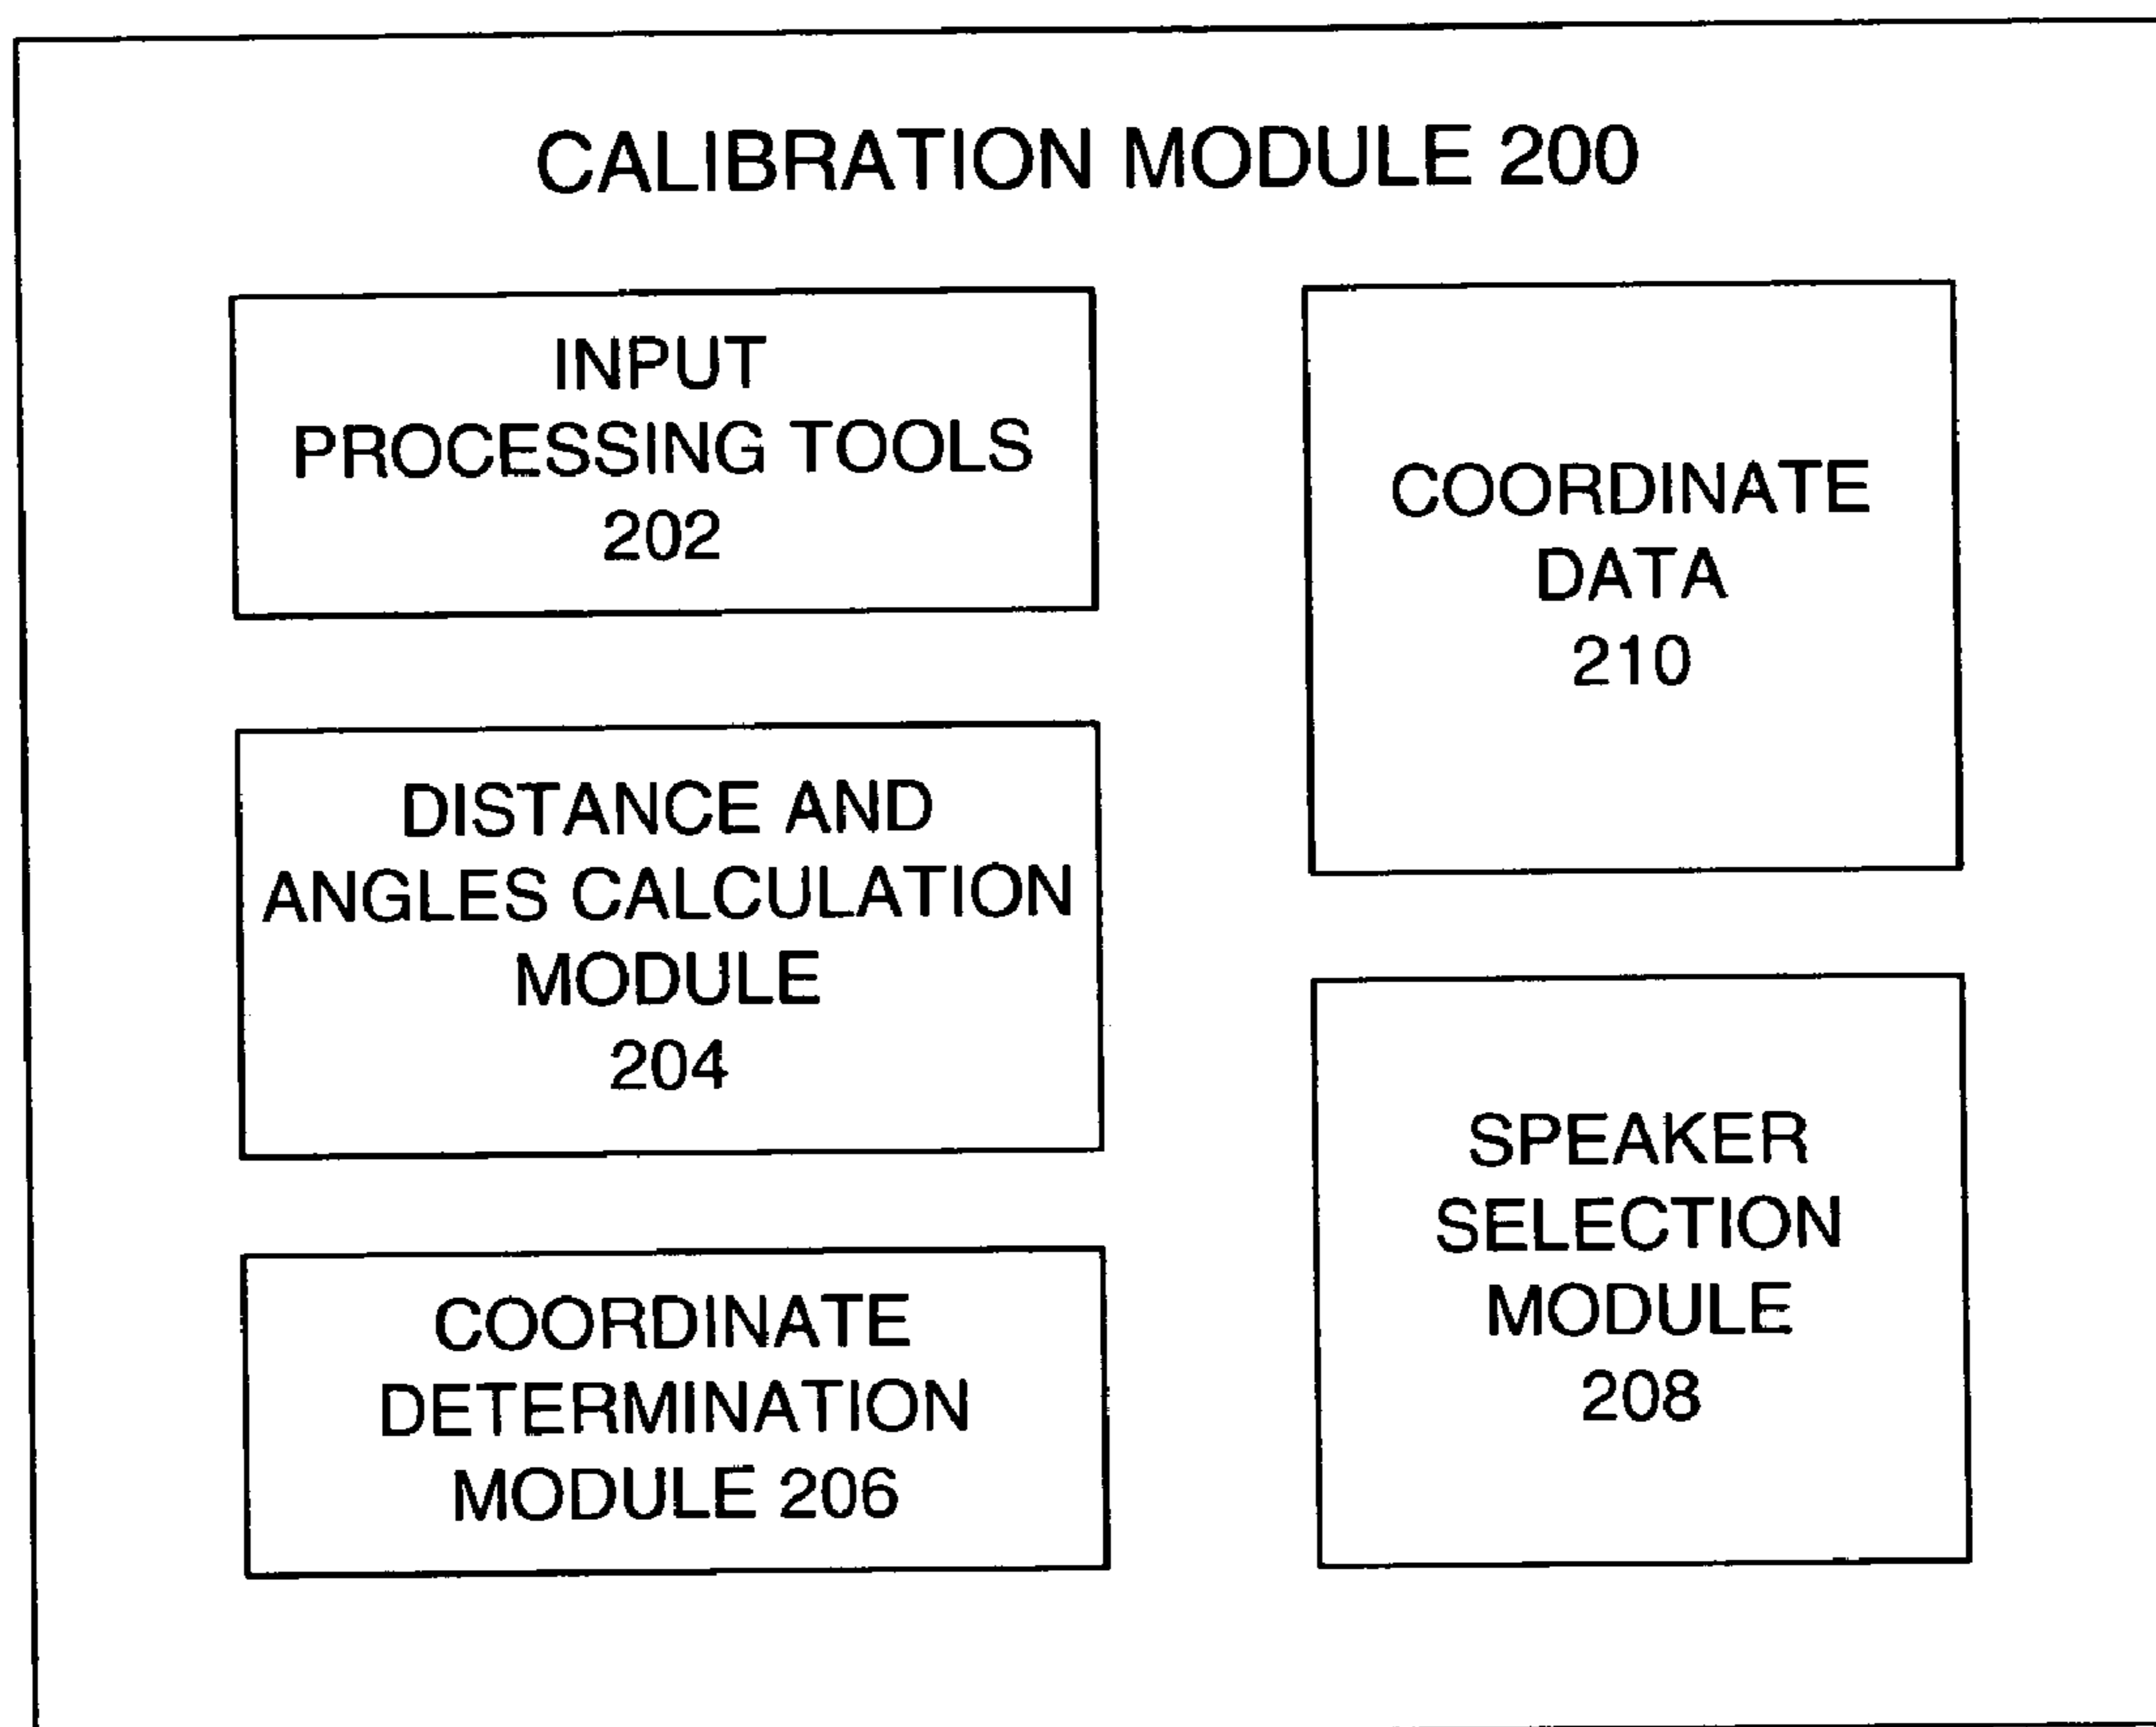 CALIBRATION MODULE 200
INPUT
PROCESSING TOOLS
202
DISTANCE AND
ANGLES CALCULATION
MODULE
204
COORDINATE
DETERMINATION
MODULE 206
COORDINATE
DATA
210
SPEAKER
SELECTION
MODULE
208